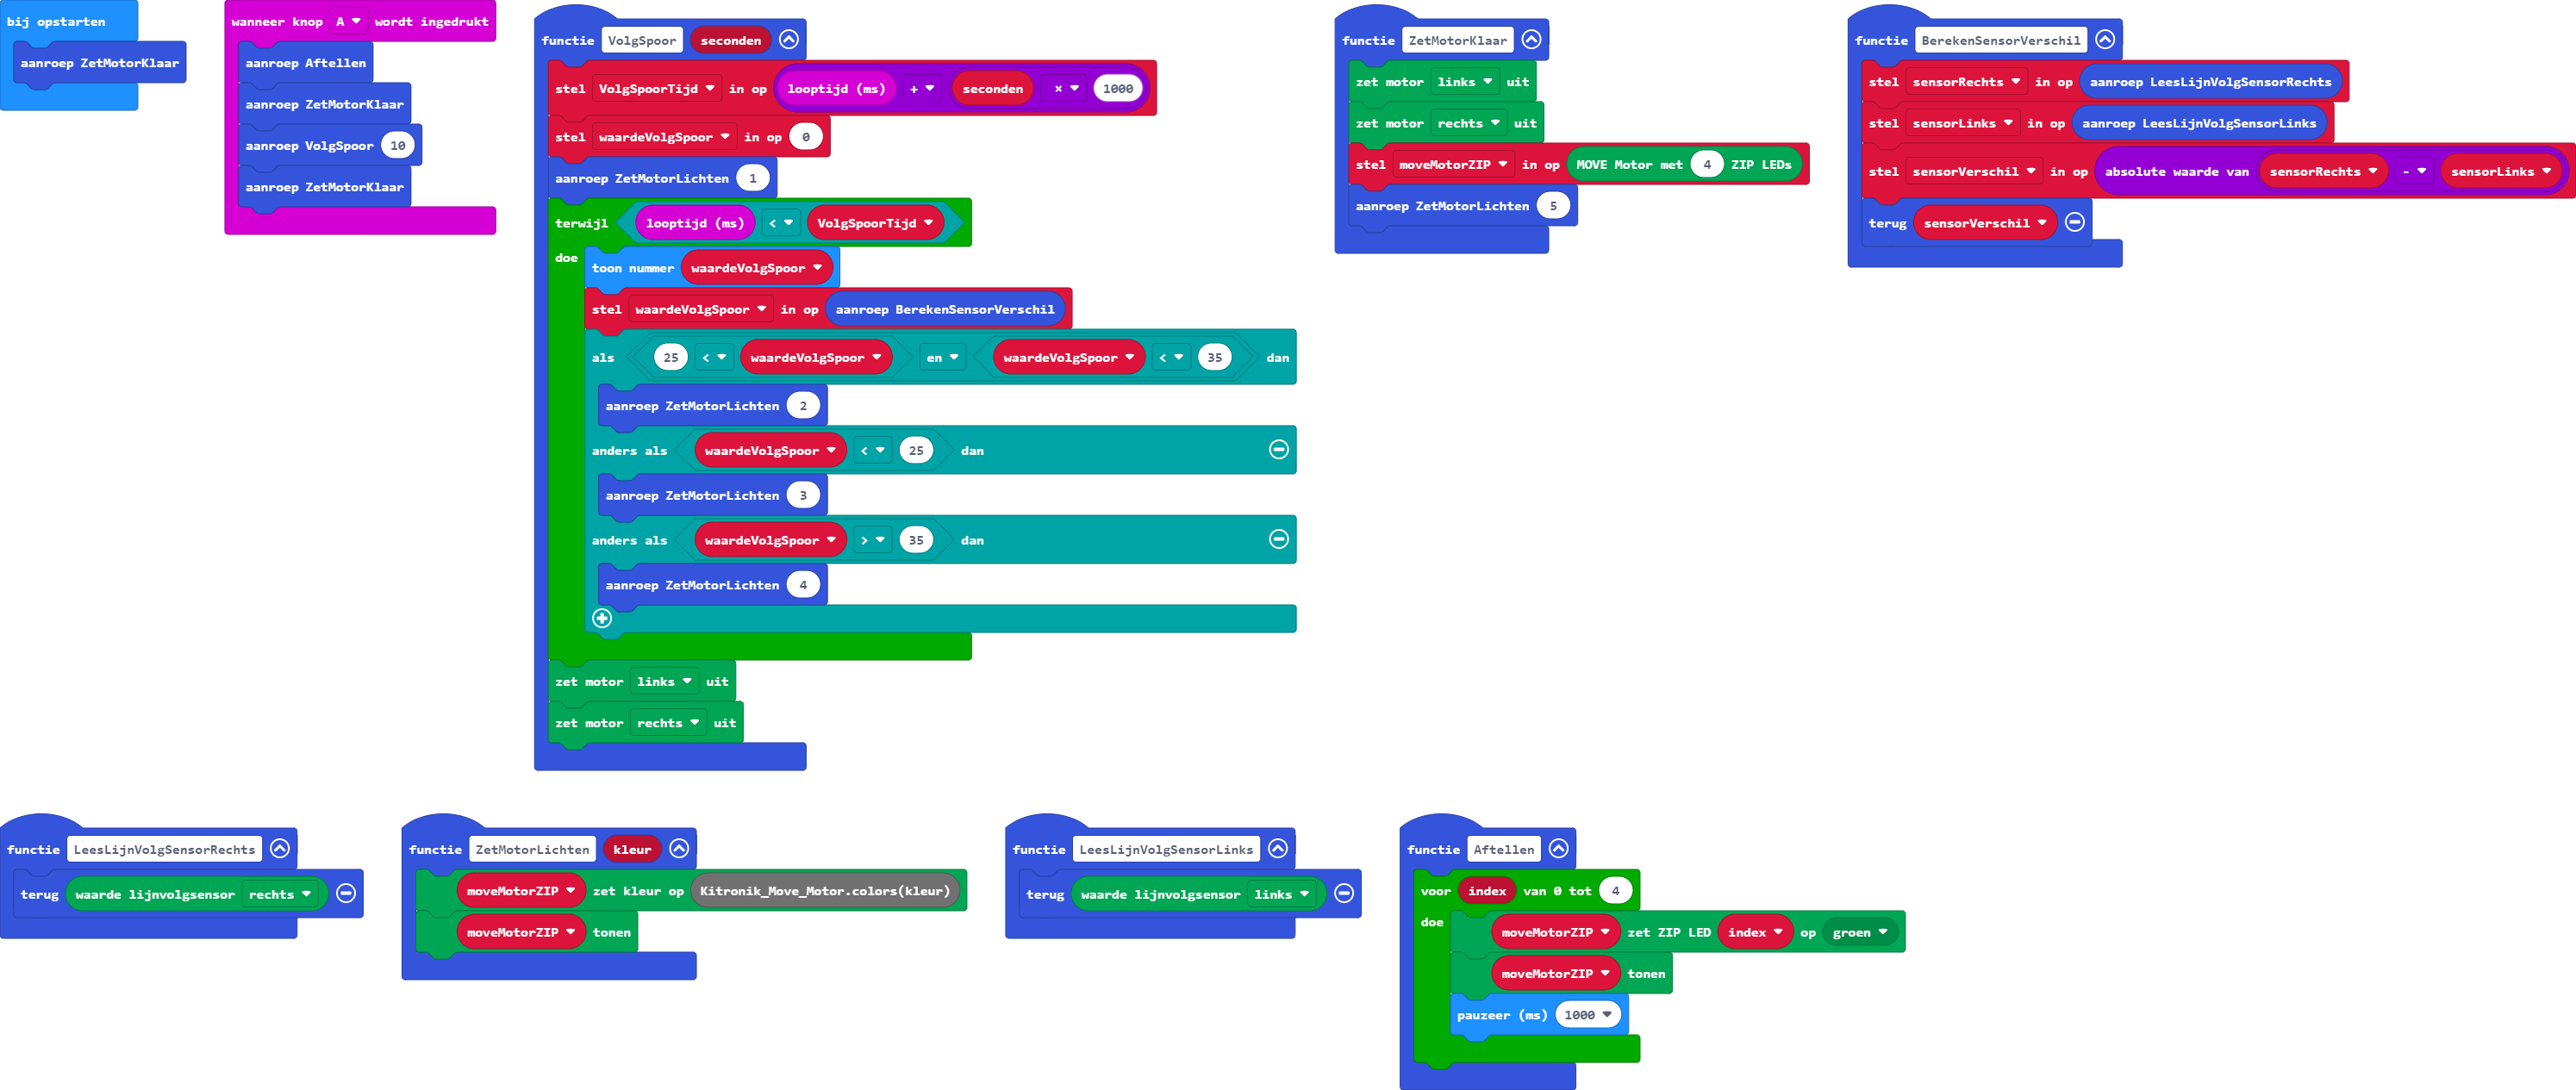 bij opstarten
aanroep ZetMotorKlaar
wanneer knop A wordt ingedrukt
aanroep Aftellen
aanroep ZetMotorKlaar
aanroep VolgSpoor 10
aanroep ZetMotorKlaar
functie VolgSpoor seconden
stel VolgSpoorTijd in op looptijd (ms) + seconden × 1000
stel waardeVolgSpoor in op 0
aanroep ZetMotorLichten 1
terwijl looptijd (ms) < VolgSpoorTijd
doe
toon nummer waardeVolgSpoor
stel waardeVolgSpoor in op aanroep BerekenSensorVerschil
als 25 < waardeVolgSpoor en waardeVolgSpoor < 35 dan
aanroep ZetMotorLichten 2
anders als waardeVolgSpoor < 25 dan
aanroep ZetMotorLichten 3
anders als waardeVolgSpoor > 35 dan
aanroep ZetMotorLichten 4
zet motor links uit
zet motor rechts uit
functie ZetMotorKlaar
zet motor links uit
zet motor rechts uit
stel moveMotorZIP in op MOVE Motor met 4 ZIP LEDs
aanroep ZetMotorLichten 5
functie BerekenSensorVerschil
stel sensorRechts in op aanroep LeesLijnVolgSensorRechts
stel sensorLinks in op aanroep LeesLijnVolgSensorLinks
stel sensorVerschil in op absolute waarde van sensorRechts - sensorLinks
terug sensorVerschil
functie LeesLijnVolgSensorRechts
terug waarde lijnvolgsensor rechts
functie ZetMotorLichten kleur
moveMotorZIP zet kleur op Kitronik_Move_Motor.colors(kleur)
moveMotorZIP tonen
functie LeesLijnVolgSensorLinks
terug waarde lijnvolgsensor links
functie Aftellen
voor index van 0 tot 4
doe
moveMotorZIP zet ZIP LED index op groen
moveMotorZIP tonen
pauzeer (ms) 1000